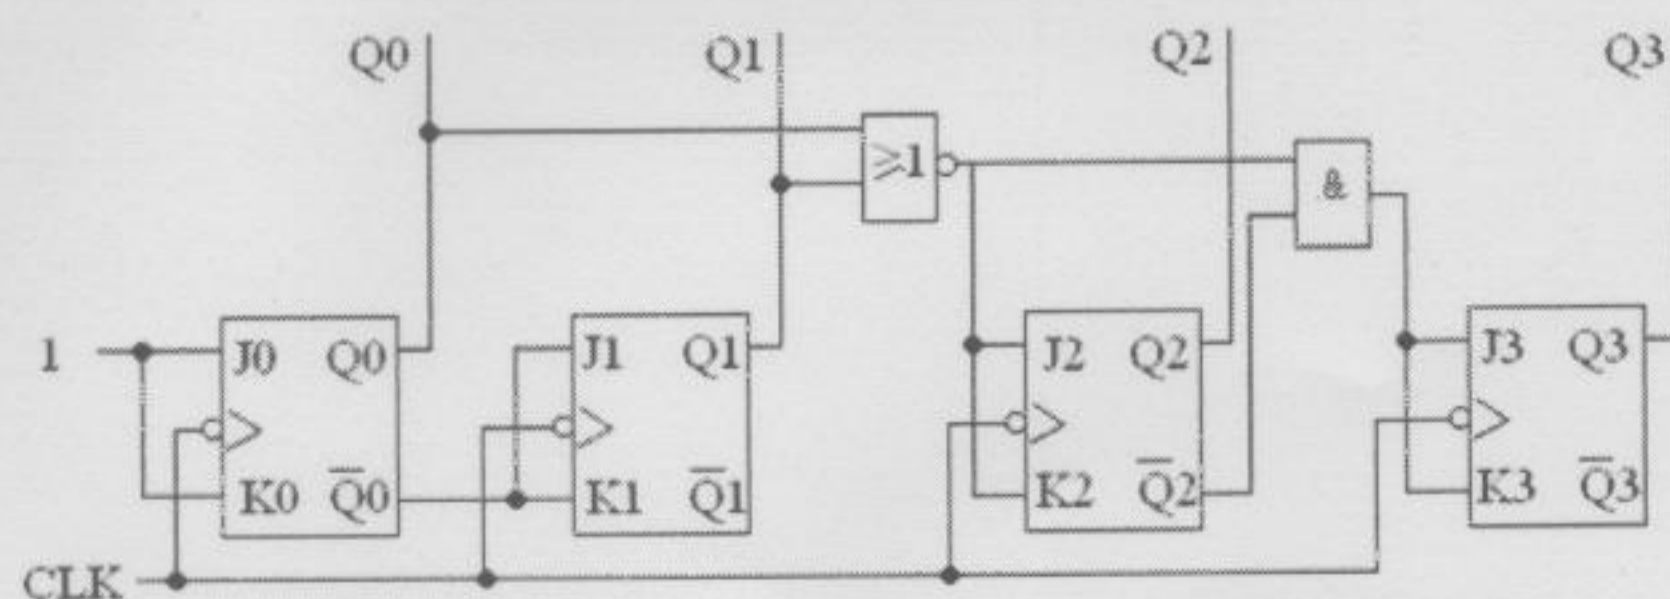 Q0 Q1 Q2 Q3
≥1
&
1 J0 Q0 J1 Q1 J2 Q2 J3 Q3
K0 Q̅0 K1 Q̅1 K2 Q̅2 K3 Q̅3
CLK